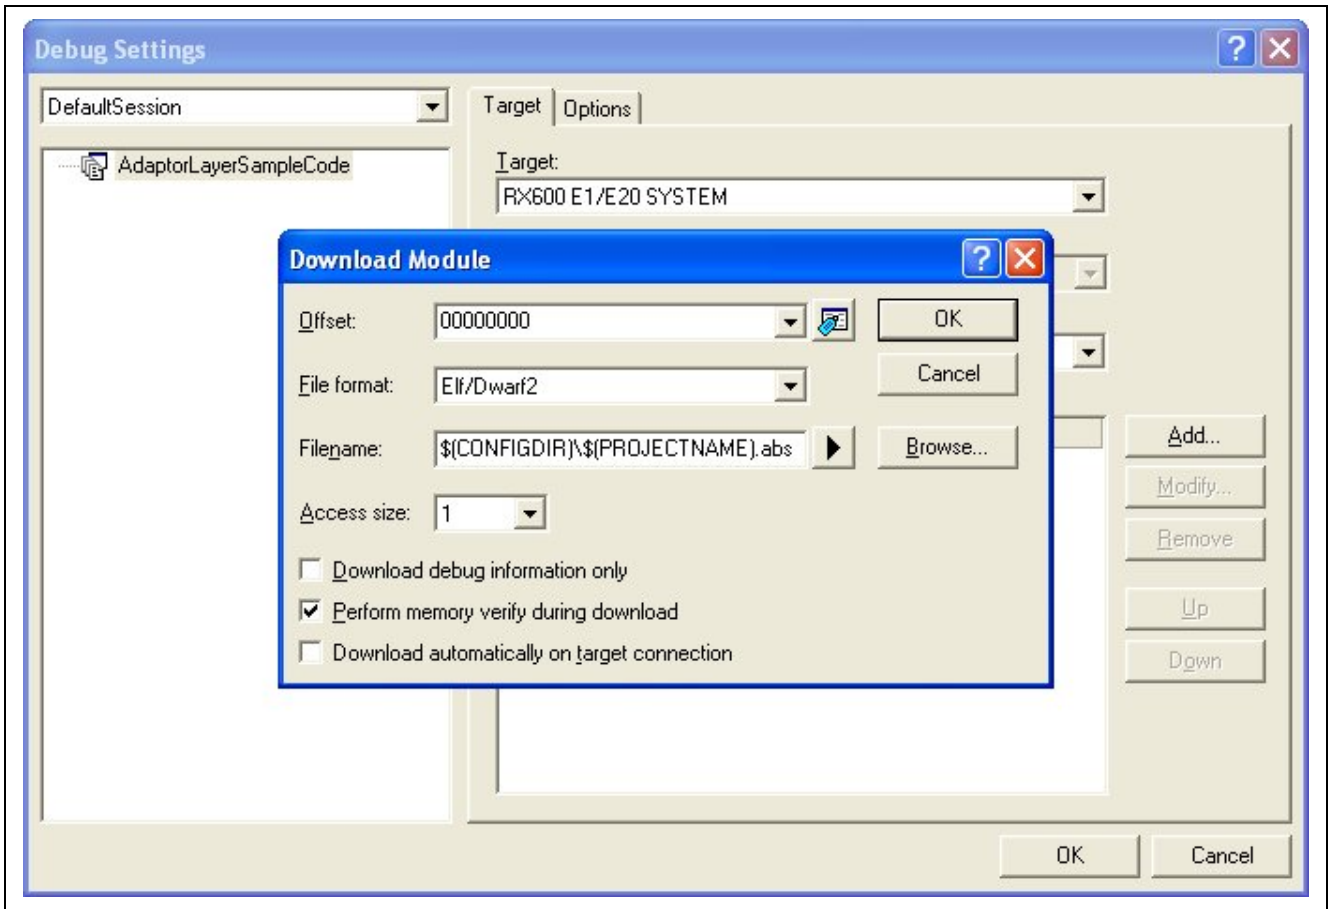 Debug Settings
?
DefaultSession
AdaptorLayerSampleCode
Target
Options
Target:
RX600 E1/E20 SYSTEM
Download Module
?
Offset:
00000000
OK
File format:
Elf/Dwarf2
Cancel
Filename:
$(CONFIGDIR)\$(PROJECTNAME).abs
Browse...
Access size:
1
Download debug information only
Perform memory verify during download
Download automatically on target connection
Add...
Modify...
Remove
Up
Down
OK
Cancel